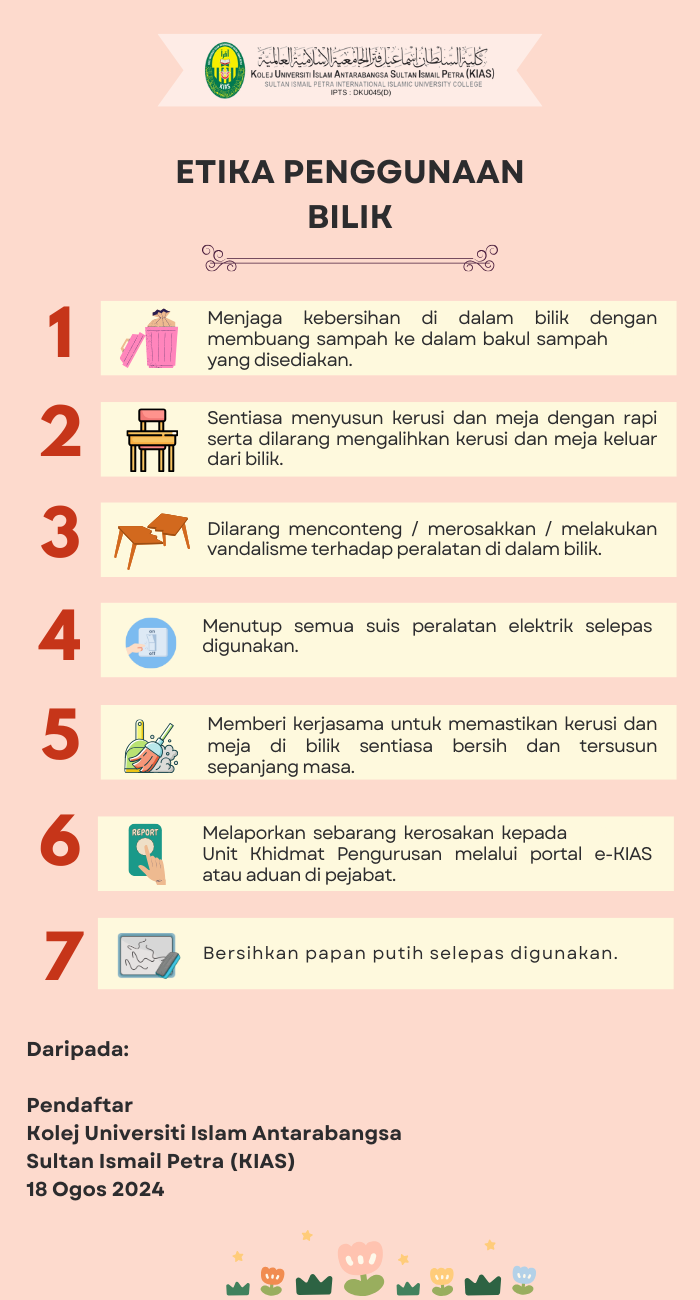 كلية السلطان إسماعيل فترا الجامعية الإسلامية العالمية
KOLEJ UNIVERSITI ISLAM ANTARABANGSA SULTAN ISMAIL PETRA (KIAS)
SULTAN ISMAIL PETRA INTERNATIONAL ISLAMIC UNIVERSITY COLLEGE
IPTS : DKU045(D)
KIAS
ETIKA PENGGUNAAN
BILIK
1
Menjaga kebersihan di dalam bilik dengan
membuang sampah ke dalam bakul sampah
yang disediakan.
2
Sentiasa menyusun kerusi dan meja dengan rapi
serta dilarang mengalihkan kerusi dan meja keluar
dari bilik.
3
Dilarang menconteng / merosakkan / melakukan
vandalisme terhadap peralatan di dalam bilik.
4
on
off
Menutup semua suis peralatan elektrik selepas
digunakan.
5
Memberi kerjasama untuk memastikan kerusi dan
meja di bilik sentiasa bersih dan tersusun
sepanjang masa.
6
REPORT
Melaporkan sebarang kerosakan kepada
Unit Khidmat Pengurusan melalui portal e-KIAS
atau aduan di pejabat.
7
Bersihkan papan putih selepas digunakan.
Daripada:
Pendaftar
Kolej Universiti Islam Antarabangsa
Sultan Ismail Petra (KIAS)
18 Ogos 2024